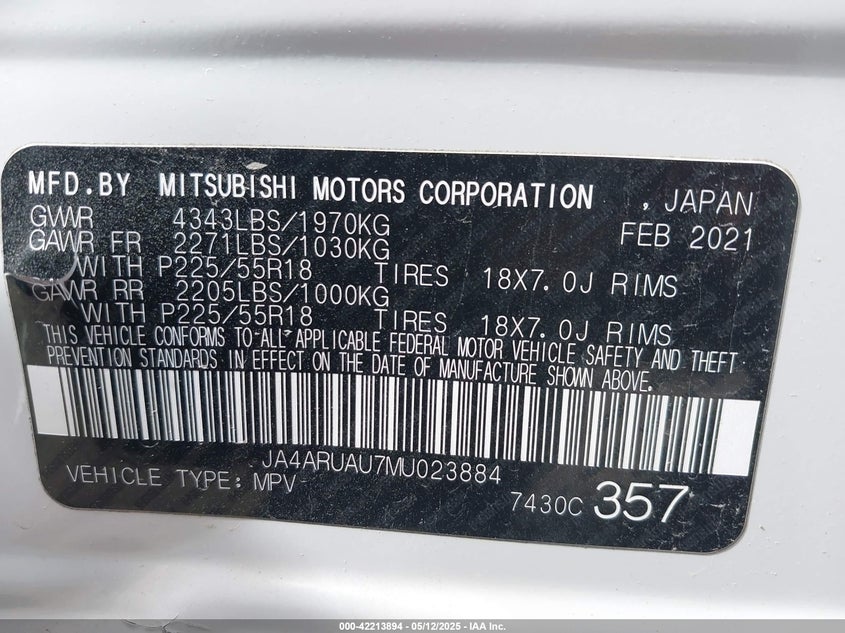 MFD.BY MITSUBISHI MOTORS CORPORATION , JAPAN
GVWR 4343LBS/1970KG FEB 2021
GAWR FR 2271LBS/1030KG
WITH P225/55R18 TIRES 18X7.0J RIMS
GAWR RR 2205LBS/1000KG
WITH P225/55R18 TIRES 18X7.0J RIMS
THIS VEHICLE CONFORMS TO ALL APPLICABLE FEDERAL MOTOR VEHICLE SAFETY AND THEFT
PREVENTION STANDARDS IN EFFECT ON THE DATE OF MANUFACTURE SHOWN ABOVE.
JA4ARUAU7MU023884
VEHICLE TYPE: MPV
7430C 357
000-42213894 - 05/12/2025 - IAA Inc.